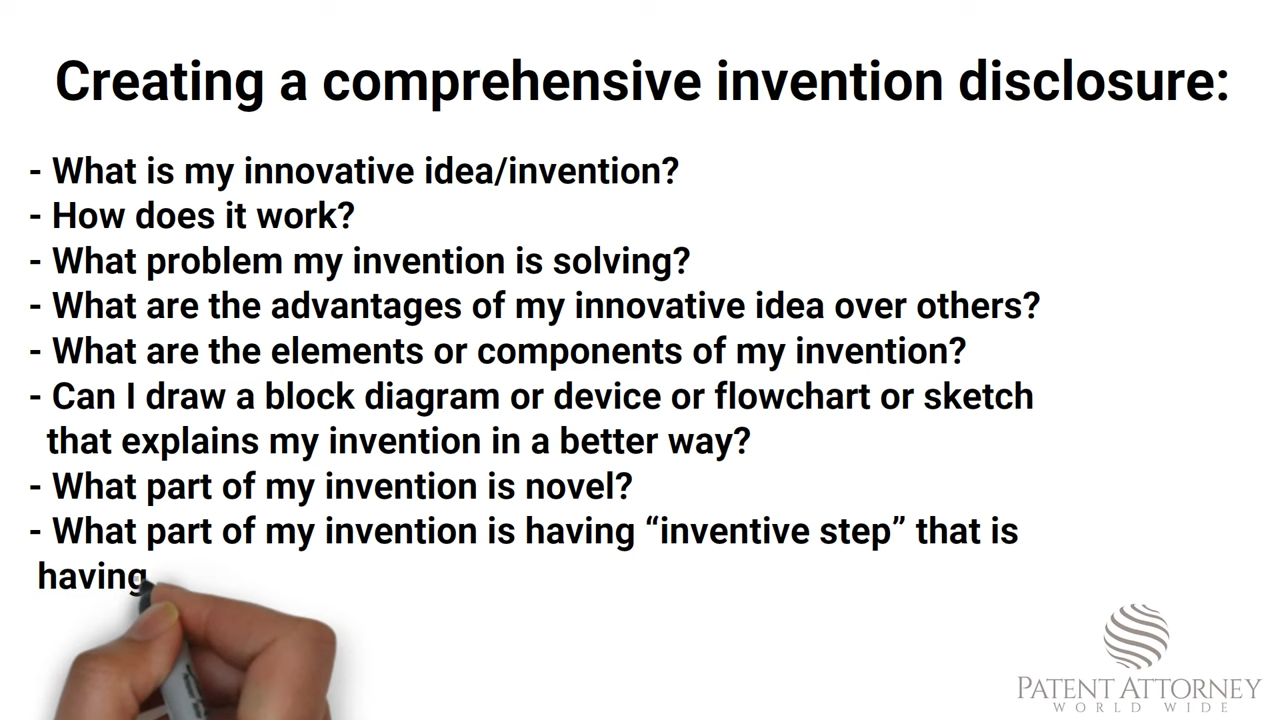 Creating a comprehensive invention disclosure:
- What is my innovative idea/invention?
- How does it work?
- What problem my invention is solving?
- What are the advantages of my innovative idea over others?
- What are the elements or components of my invention?
- Can I draw a block diagram or device or flowchart or sketch
that explains my invention in a better way?
- What part of my invention is novel?
- What part of my invention is having “inventive step” that is
having
PATENT ATTORNEY
WORLD WIDE